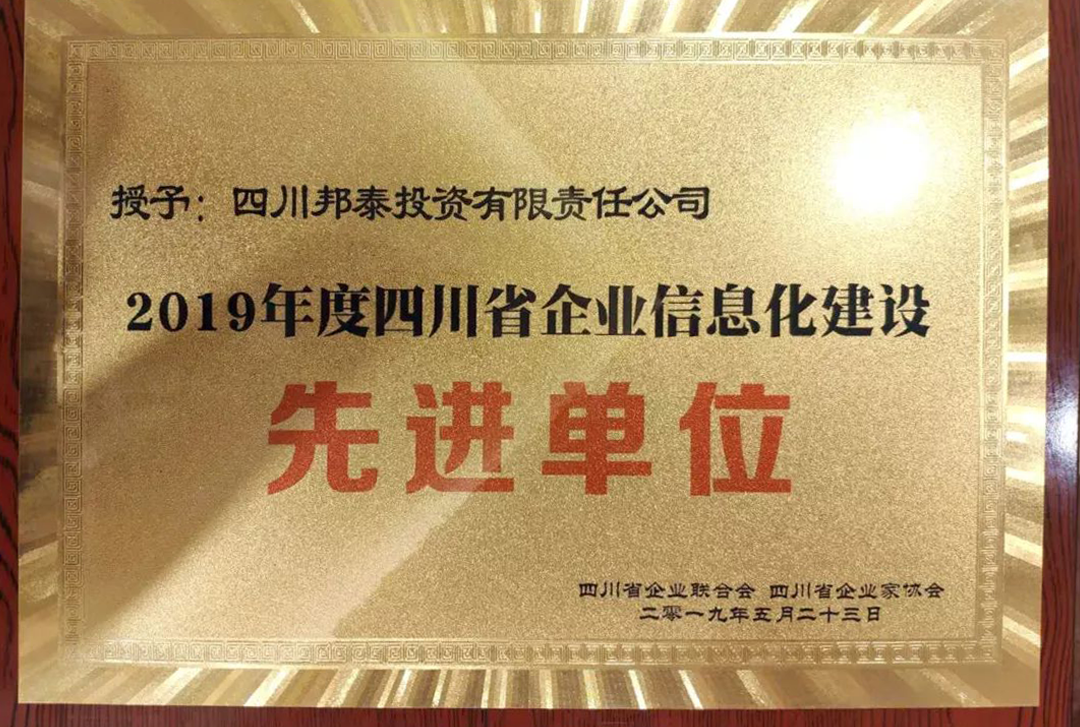 授予：四川邦泰投资有限责任公司
2019年度四川省企业信息化建设
先进单位
四川省企业联合会 四川省企业家协会
二零一九年五月二十三日